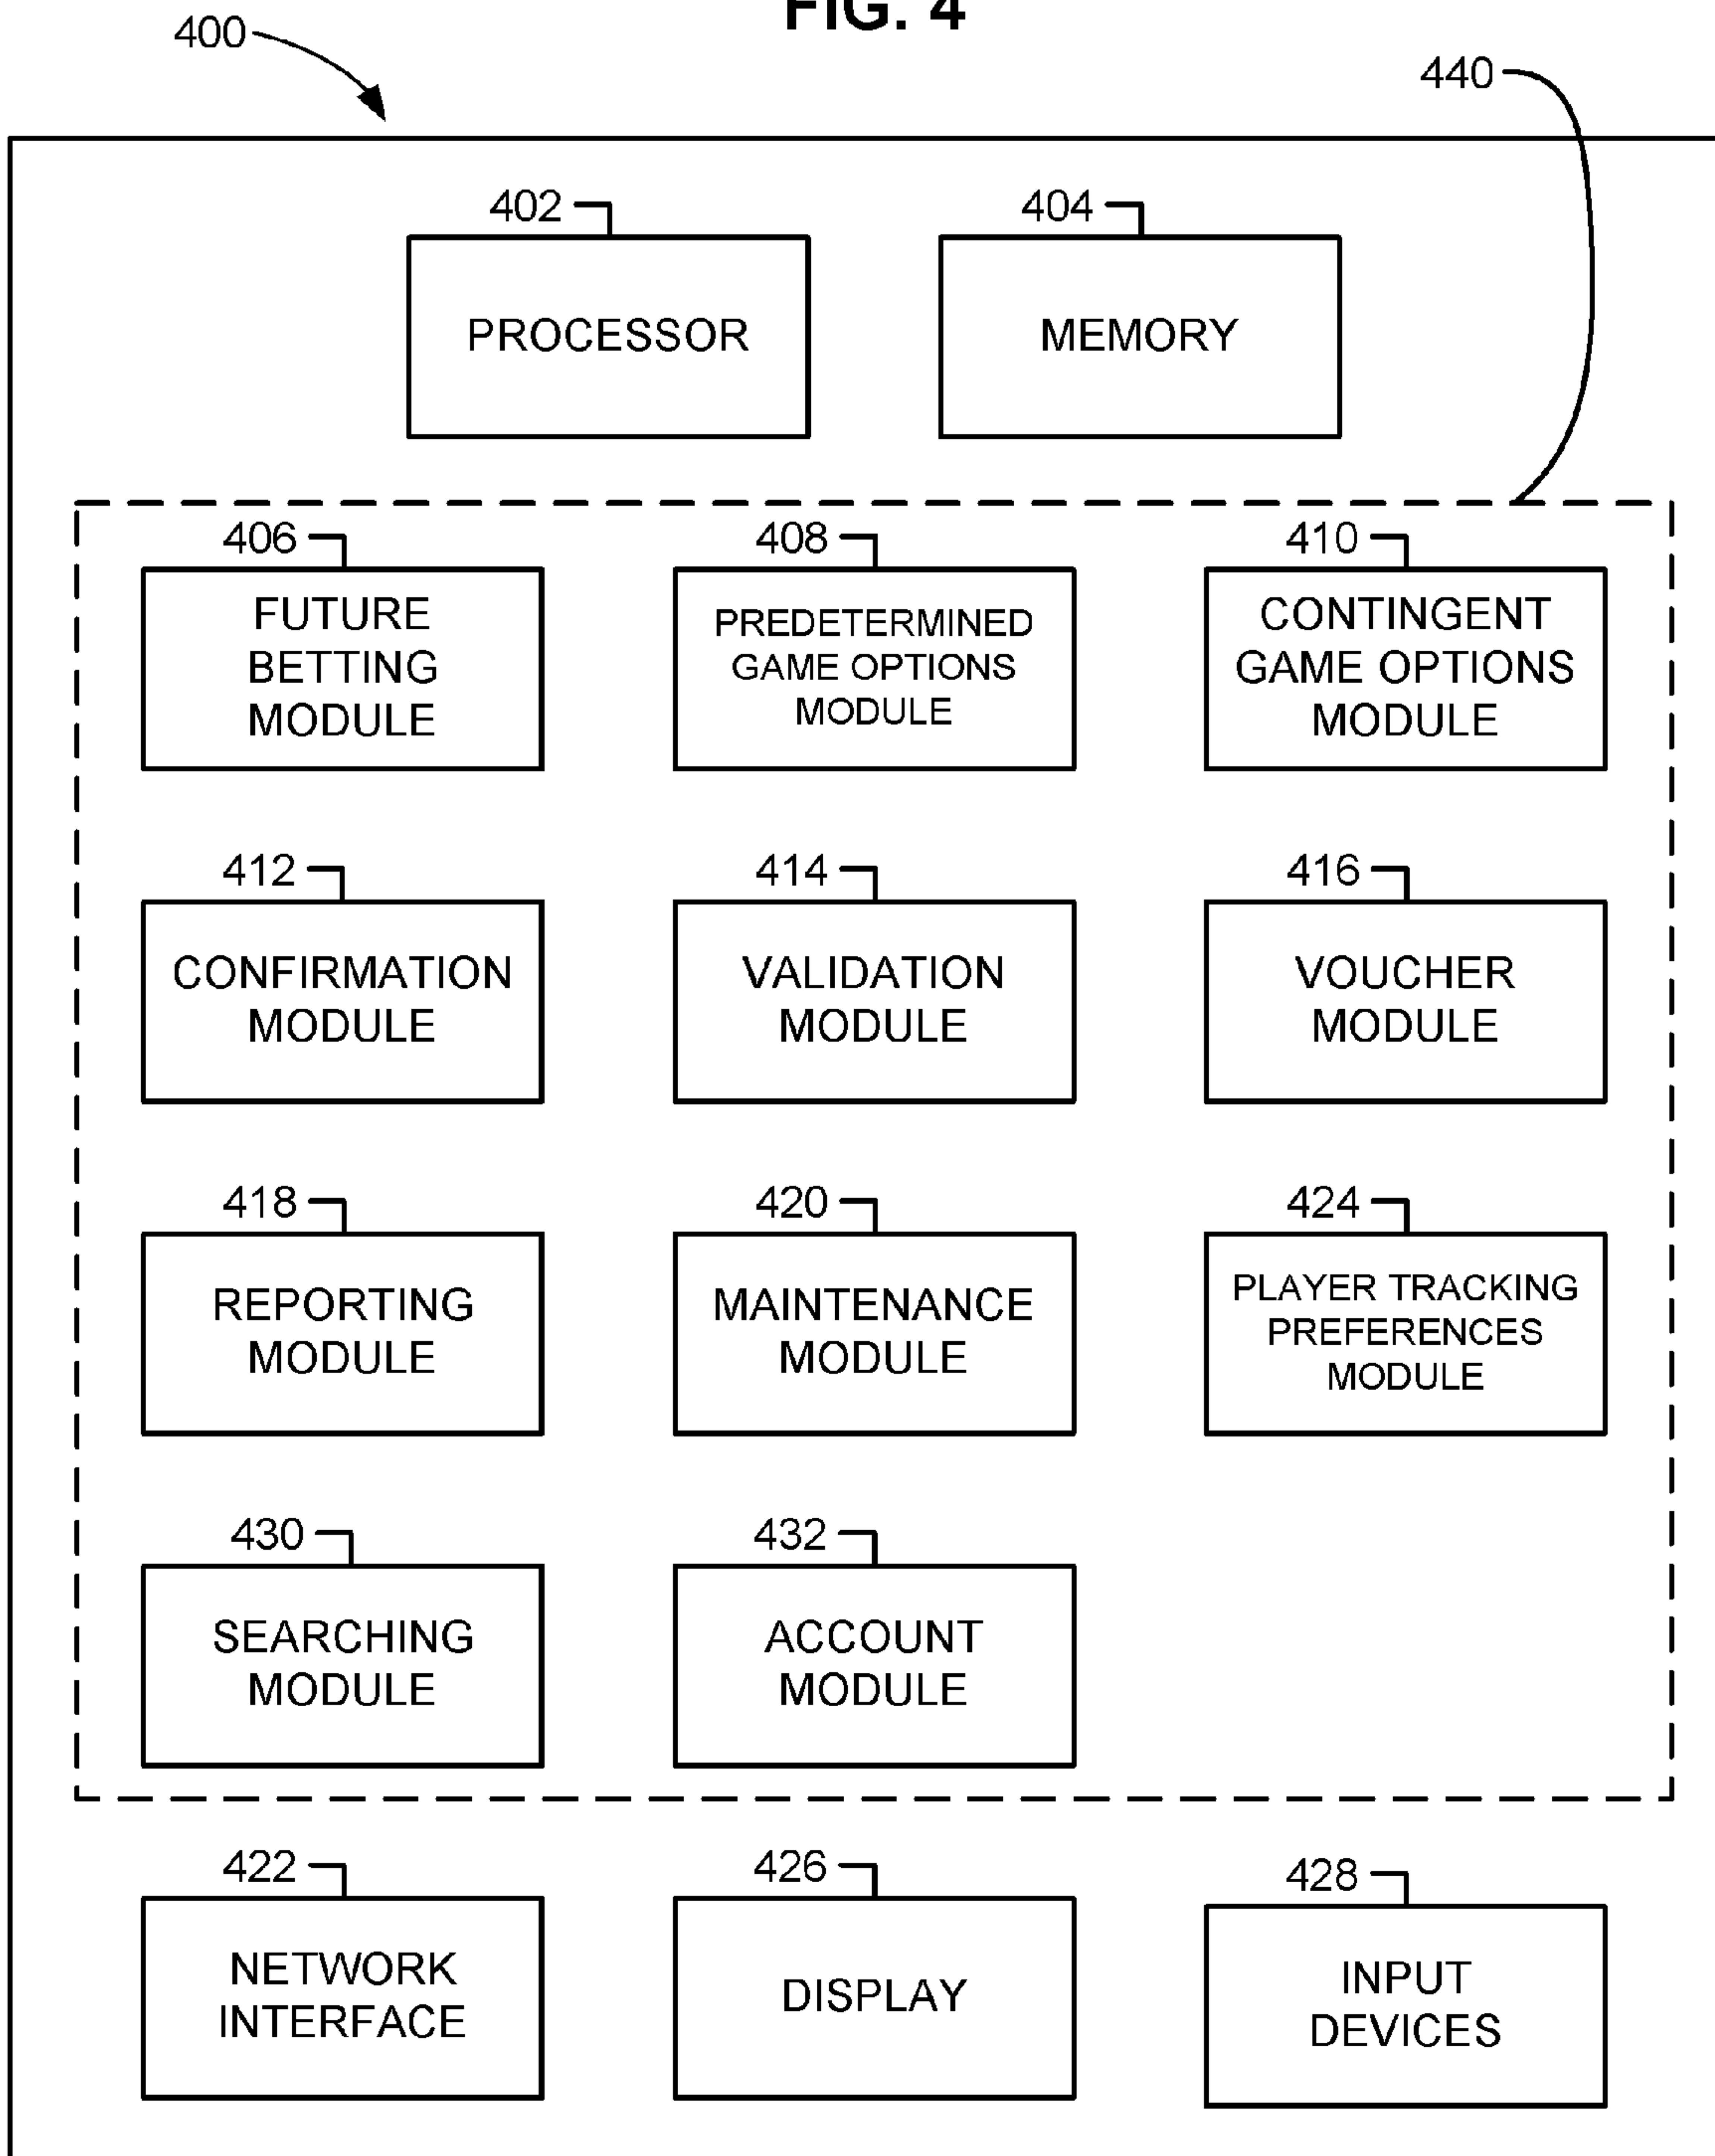 FIG. 4
400
440
402
404
PROCESSOR
MEMORY
406
408
410
FUTURE
BETTING
MODULE
PREDETERMINED
GAME OPTIONS
MODULE
CONTINGENT
GAME OPTIONS
MODULE
412
414
416
CONFIRMATION
MODULE
VALIDATION
MODULE
VOUCHER
MODULE
418
420
424
REPORTING
MODULE
MAINTENANCE
MODULE
PLAYER TRACKING
PREFERENCES
MODULE
430
432
SEARCHING
MODULE
ACCOUNT
MODULE
422
426
428
NETWORK
INTERFACE
DISPLAY
INPUT
DEVICES